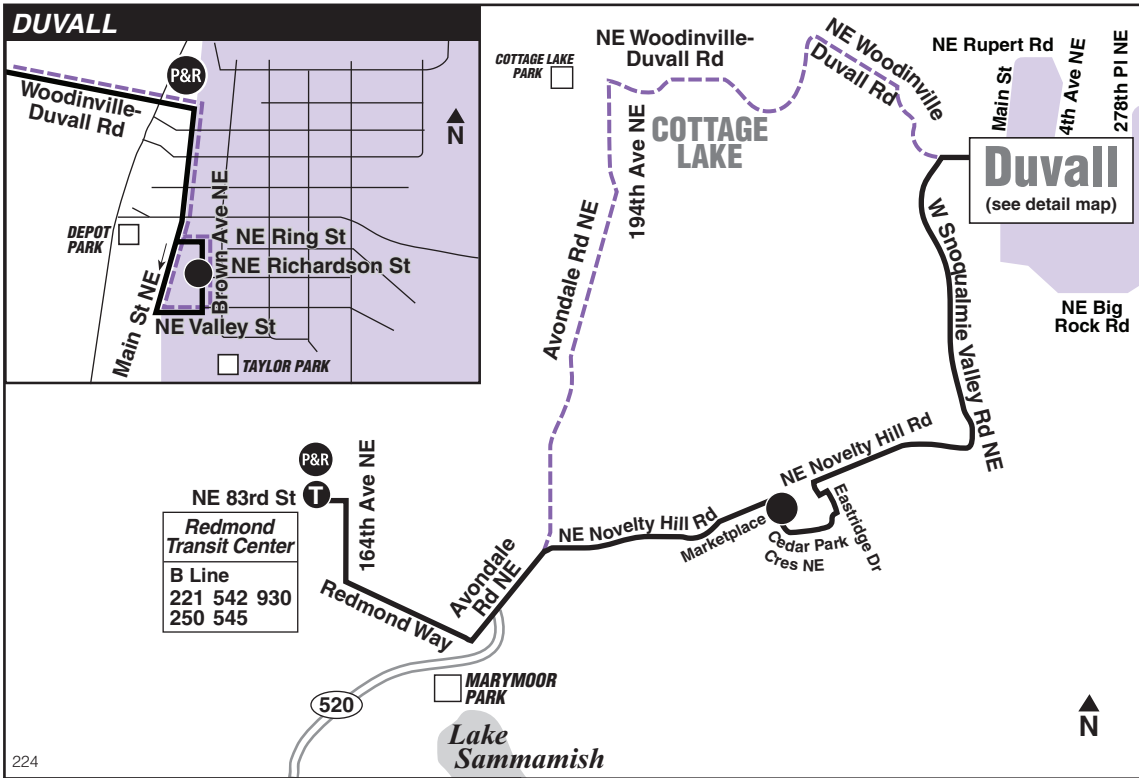 DUVALL
P&R
Woodinville-
Duvall Rd
N
Brown Ave NE
DEPOT
PARK
NE Ring St
NE Richardson St
Main St NE
NE Valley St
TAYLOR PARK
COTTAGE LAKE
PARK
NE Woodinville-
Duvall Rd
NE Woodinville
Duvall Rd
NE Rupert Rd
Main St
4th Ave NE
278th Pl NE
194th Ave NE
COTTAGE
LAKE
Duvall
(see detail map)
Avondale Rd NE
W Snoqualmie Valley Rd NE
NE Big
Rock Rd
P&R
164th Ave NE
NE 83rd St
T
Redmond
Transit Center
B Line
221 542 930
250 545
Redmond Way
Avondale
Rd NE
NE Novelty Hill Rd
NE Novelty Hill Rd
Marketplace
Cedar Park
Cres NE
Eastridge Dr
MARYMOOR
PARK
520
Lake
Sammamish
N
224